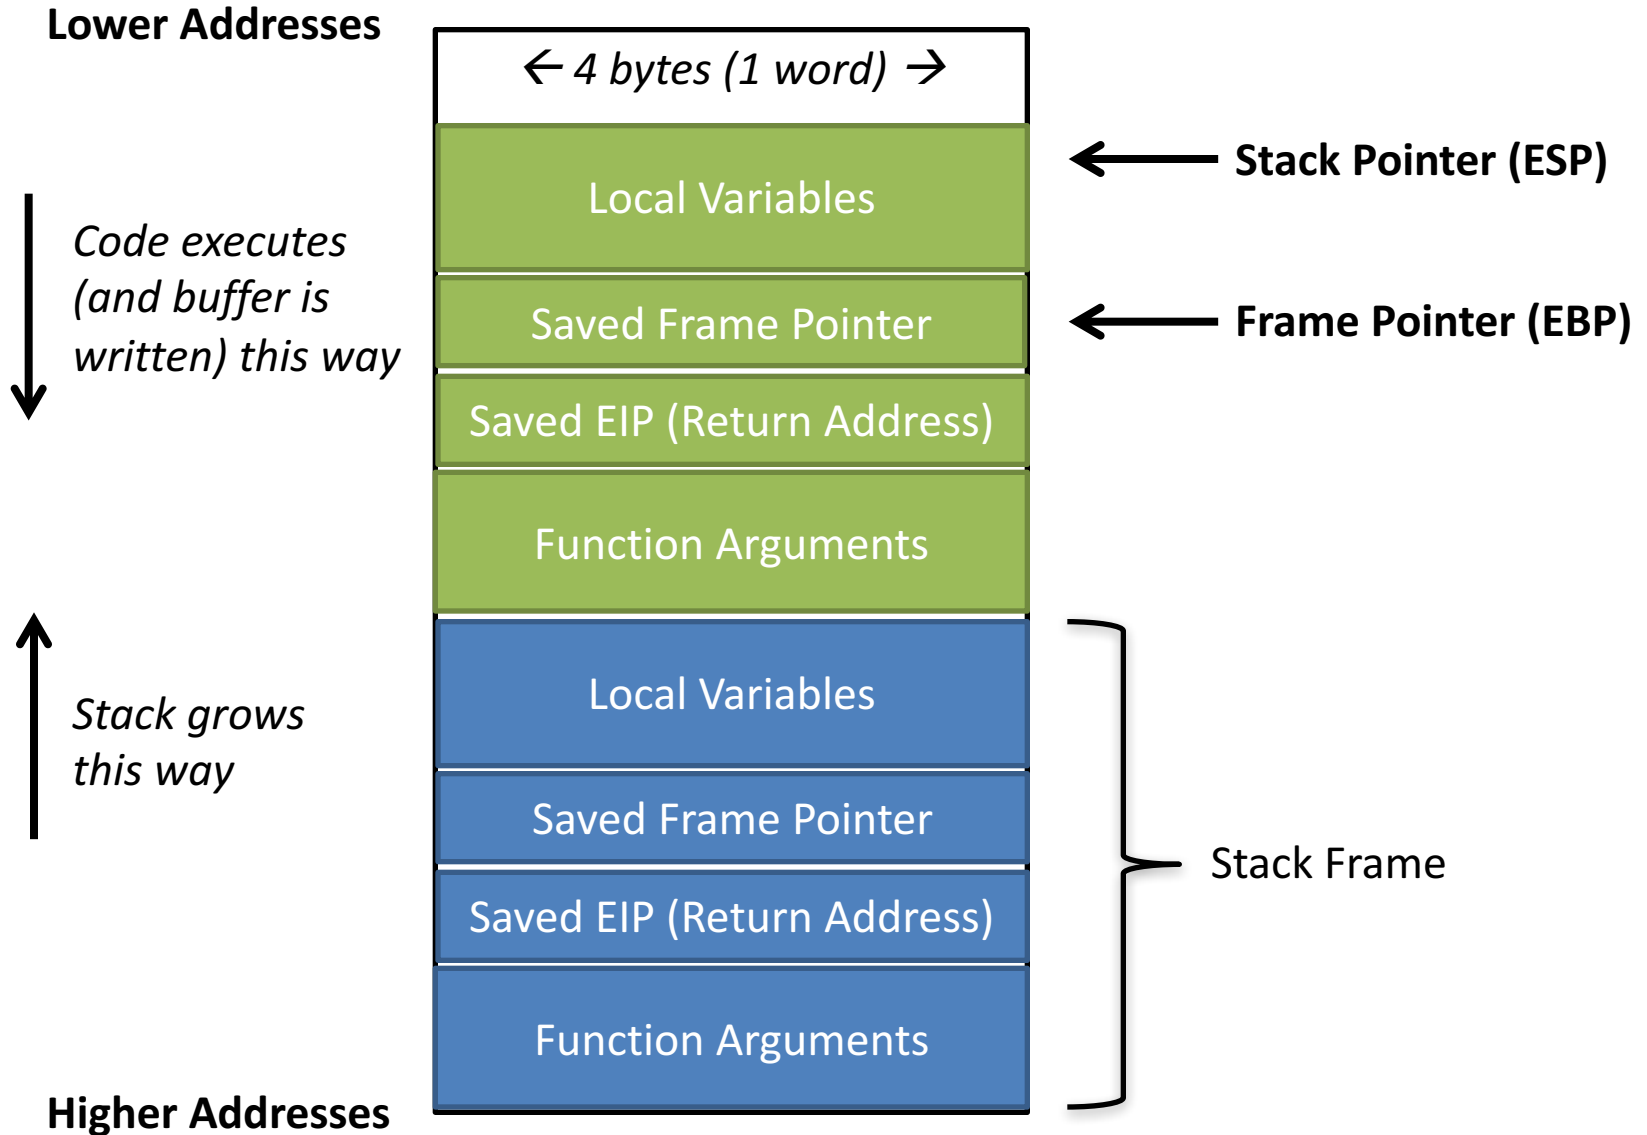 Lower Addresses
← 4 bytes (1 word) →
Stack Pointer (ESP)
Local Variables
Code executes
(and buffer is
written) this way
Saved Frame Pointer
Frame Pointer (EBP)
Saved EIP (Return Address)
Function Arguments
Local Variables
Stack grows
this way
Saved Frame Pointer
Stack Frame
Saved EIP (Return Address)
Function Arguments
Higher Addresses